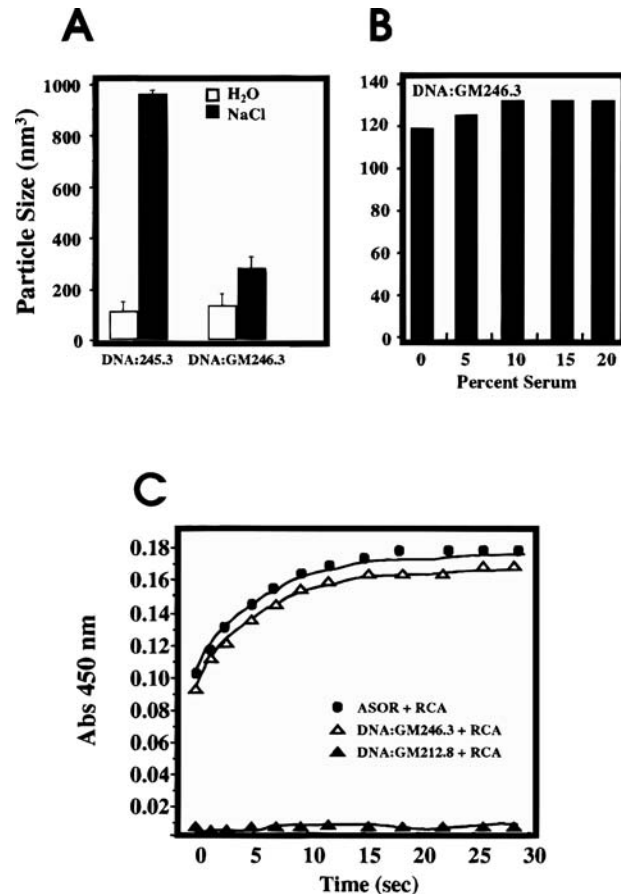 A
B
Particle Size (nm³)
1000
800
600
400
200
0
H₂O
NaCl
DNA:245.3 DNA:GM246.3
140
120
100
80
60
40
20
0
DNA:GM246.3
0 5 10 15 20
Percent Serum
C
Abs 450 nm
0.18
0.16
0.14
0.12
0.10
0.08
0.06
0.04
0.02
ASOR + RCA
DNA:GM246.3 + RCA
DNA:GM212.8 + RCA
0 5 10 15 20 25 30
Time (sec)